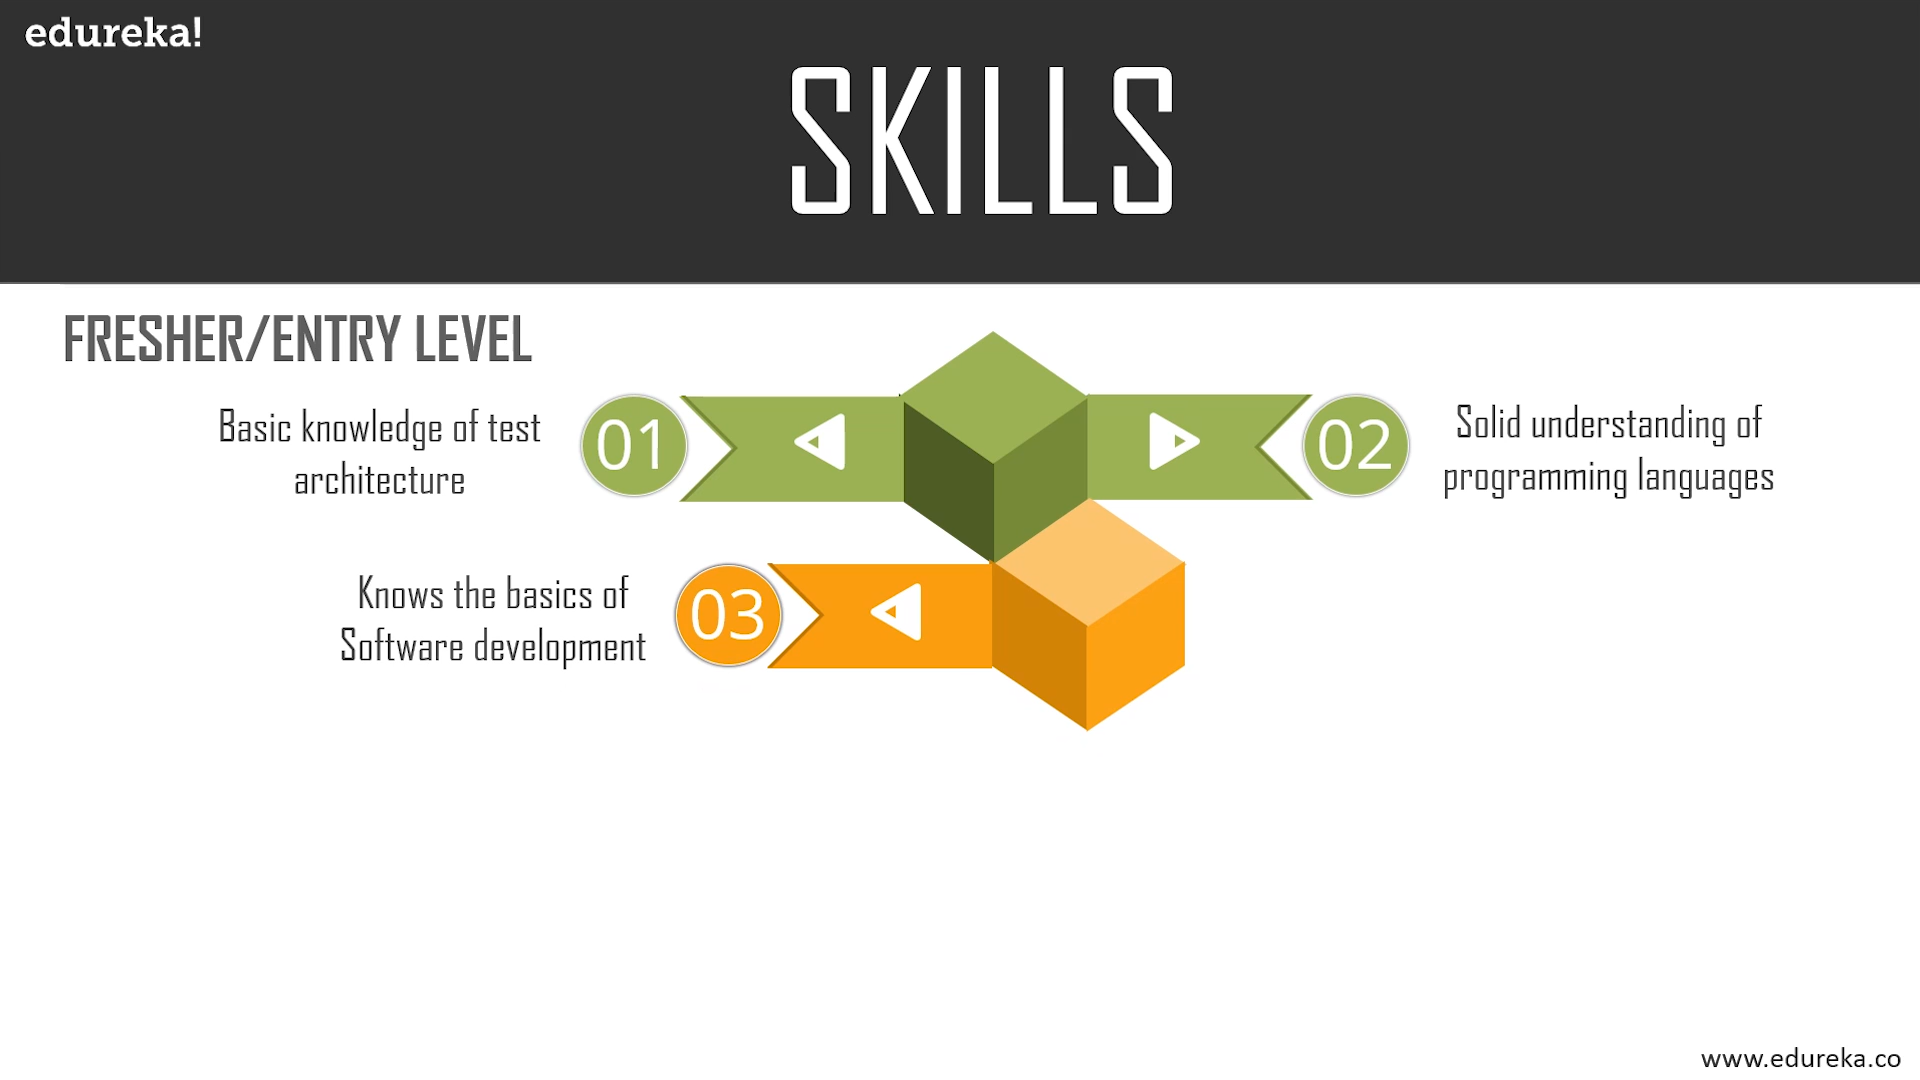 edureka!
SKILLS
FRESHER/ENTRY LEVEL
Basic knowledge of test
architecture
01
02
Solid understanding of
programming languages
Knows the basics of
Software development
03
www.edureka.co